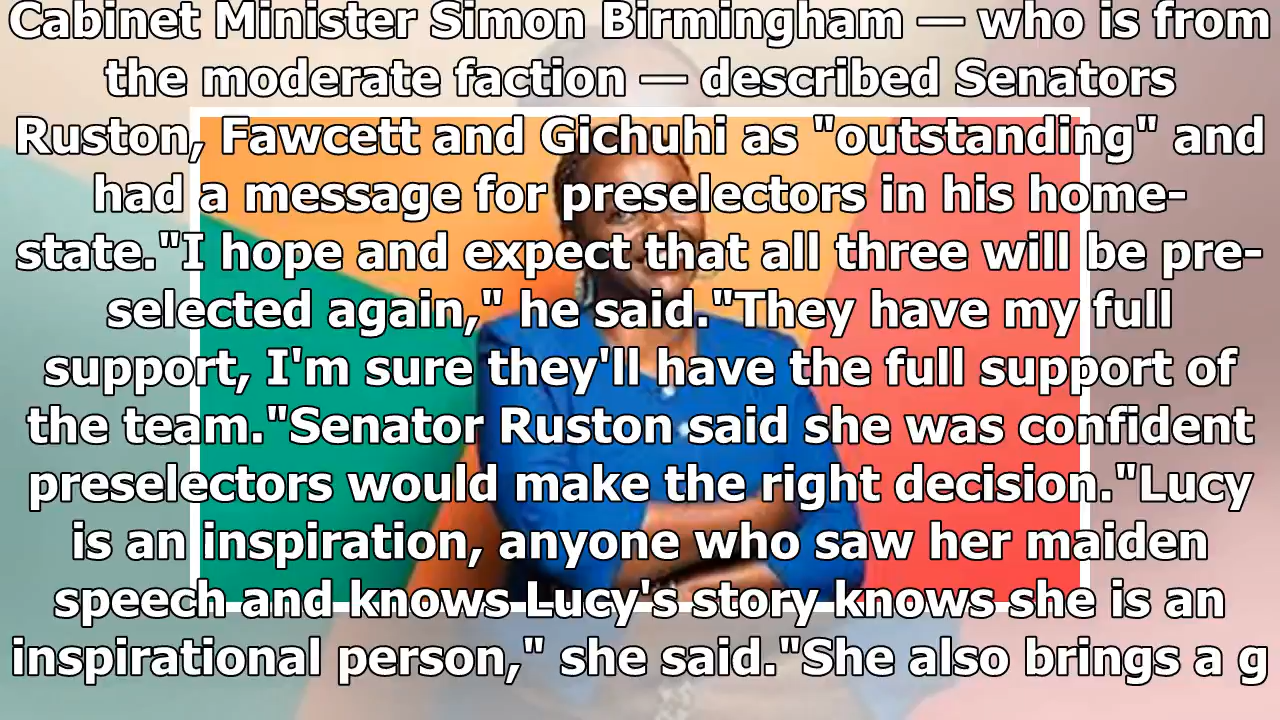 Cabinet Minister Simon Birmingham — who is from
the moderate faction — described Senators
Ruston, Fawcett and Gichuhi as "outstanding" and
had a message for preselectors in his home-
state."I hope and expect that all three will be pre-
selected again," he said."They have my full
support, I'm sure they'll have the full support of
the team."Senator Ruston said she was confident
preselectors would make the right decision."Lucy
is an inspiration, anyone who saw her maiden
speech and knows Lucy's story knows she is an
inspirational person," she said."She also brings a g